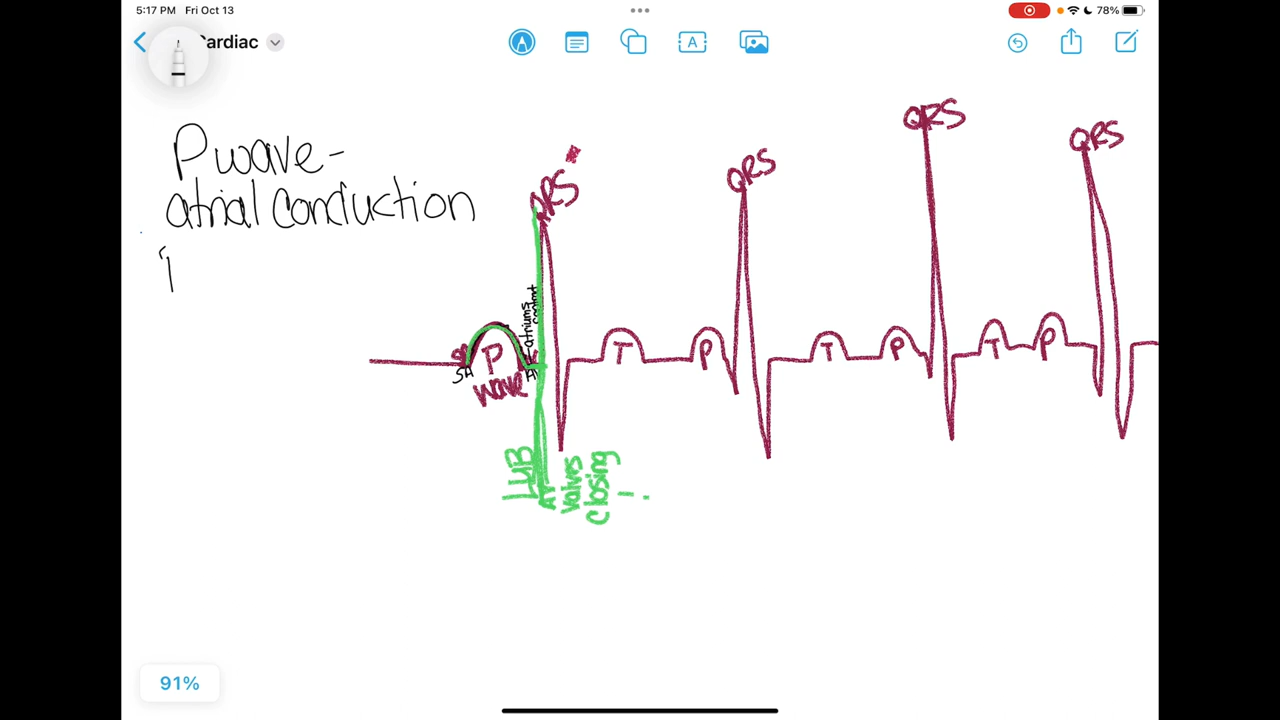 5:17 PM Fri Oct 13
78%
Cardiac
A
P wave -
atrial conduction
QRS
QRS
QRS
QRS
atriums
contract
SA
P
wave
T
P
T
P
T
P
LUB
AV
valves
closing
91%